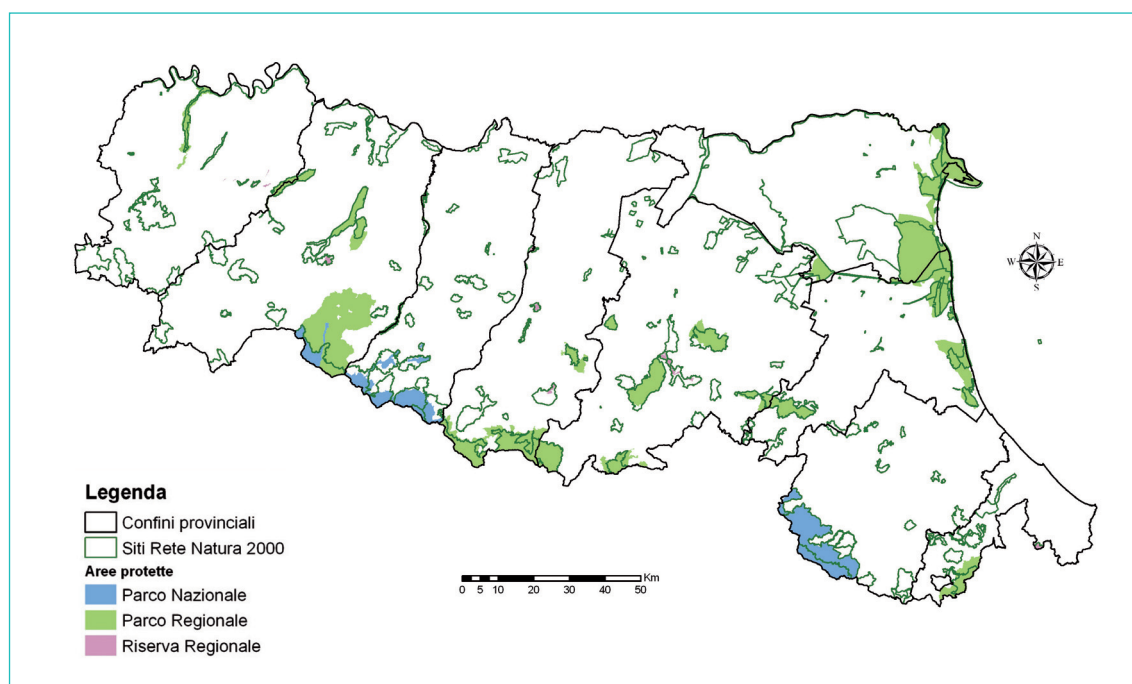 N
W E
S
Legenda
Confini provinciali
Siti Rete Natura 2000
Aree protette
Parco Nazionale
Parco Regionale
Riserva Regionale
Km
0 5 10 20 30 40 50